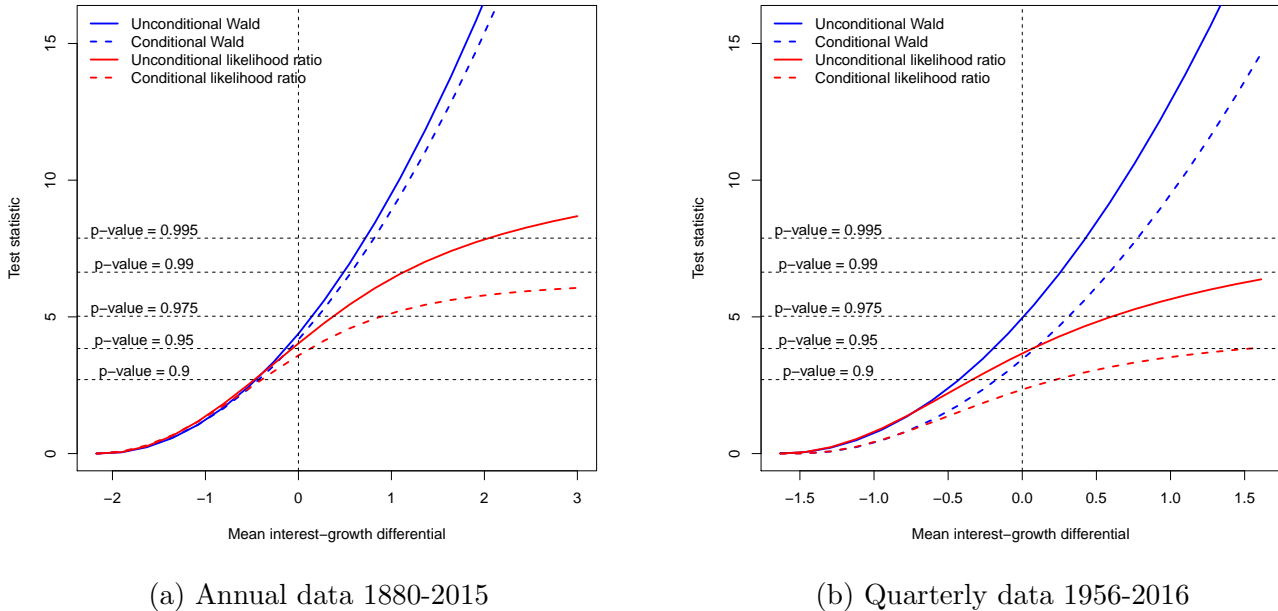 Unconditional Wald
Conditional Wald
Unconditional likelihood ratio
Conditional likelihood ratio
15
10
5
0
Test statistic
p−value = 0.995
p−value = 0.99
p−value = 0.975
p−value = 0.95
p−value = 0.9
−2 −1 0 1 2 3
Mean interest−growth differential
(a) Annual data 1880-2015
Unconditional Wald
Conditional Wald
Unconditional likelihood ratio
Conditional likelihood ratio
15
10
5
0
Test statistic
p−value = 0.995
p−value = 0.99
p−value = 0.975
p−value = 0.95
p−value = 0.9
−1.5 −1.0 −0.5 0.0 0.5 1.0 1.5
Mean interest−growth differential
(b) Quarterly data 1956-2016